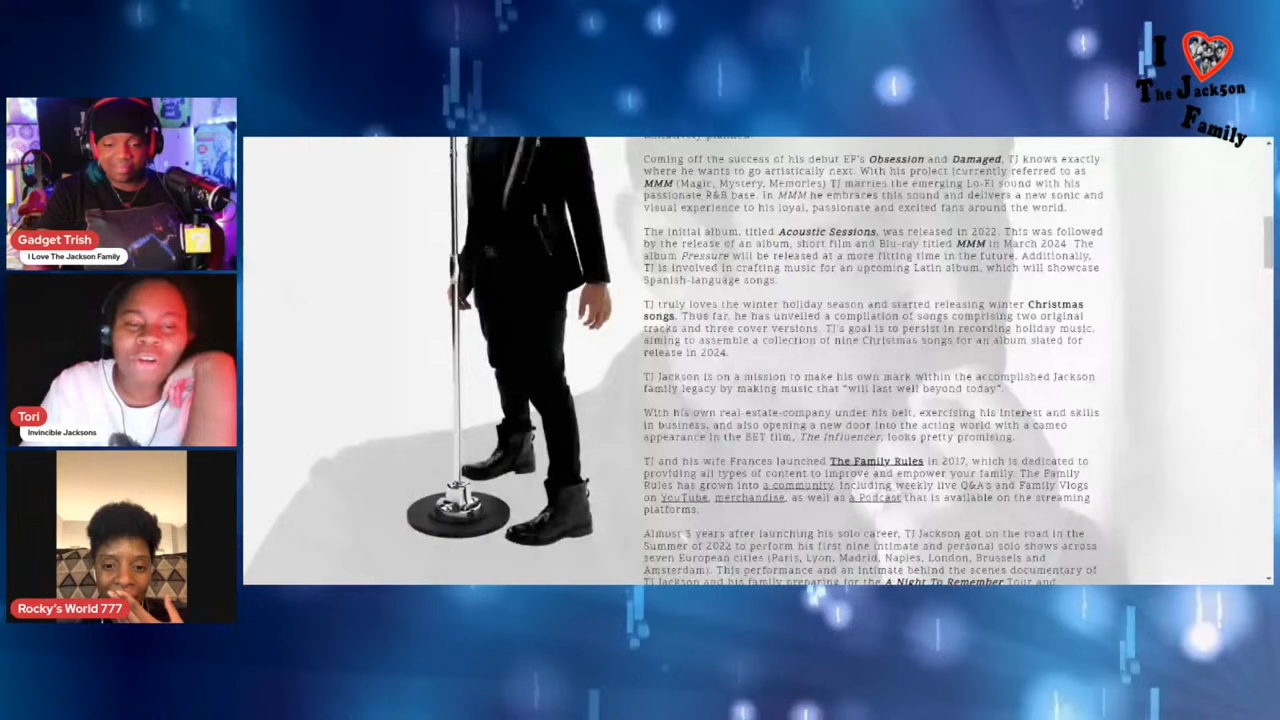 I
The Jack5on
Family
Gadget Trish
I Love The Jackson Family
Tori
Invincible Jacksons
Rocky's World 777
Coming off the success of his debut EP's Obsession and Damaged, TJ knows exactly
where he wants to go artistically next. With his project (currently referred to as
MMM (Magic, Mystery, Memories) TJ marries the emerging Lo-Fi sound with his
passionate R&B base. In MMM he embraces this sound and delivers a new sonic and
visual experience to his loyal, passionate and excited fans around the world.
The initial album, titled Acoustic Sessions, was released in 2022. This was followed
by the release of an album, short film and Blu-ray titled MMM in March 2024. The
album Pressure will be released at a more fitting time in the future. Additionally,
TJ is involved in crafting music for an upcoming Latin album, which will showcase
Spanish-language songs.
TJ truly loves the winter holiday season and started releasing winter Christmas
songs. Thus far, he has unveiled a compilation of songs comprising two original
tracks and three cover versions. TJ's goal is to persist in recording holiday music,
aiming to assemble a collection of nine Christmas songs for an album slated for
release in 2024.
TJ Jackson is on a mission to make his own mark within the accomplished Jackson
family legacy by making music that "will last well beyond today".
With his own real-estate-company under his belt, exercising his interest and skills
in business, and also opening a new door into the acting world with a cameo
appearance in the BET film, The Influencer, looks pretty promising.
TJ and his wife Frances launched The Family Rules in 2017, which is dedicated to
providing all types of content to improve and empower your family. The Family
Rules has grown into a community, including weekly live Q&A's and Family Vlogs
on YouTube, merchandise, as well as a Podcast that is available on the streaming
platforms.
Almost 3 years after launching his solo career, TJ Jackson got on the road in the
Summer of 2022 to perform his first nine intimate and personal solo shows across
seven European cities (Paris, Lyon, Madrid, Naples, London, Brussels and
Amsterdam). This performance and an intimate behind the scenes documentary of
TJ Jackson and his family preparing for the A Night To Remember Tour and